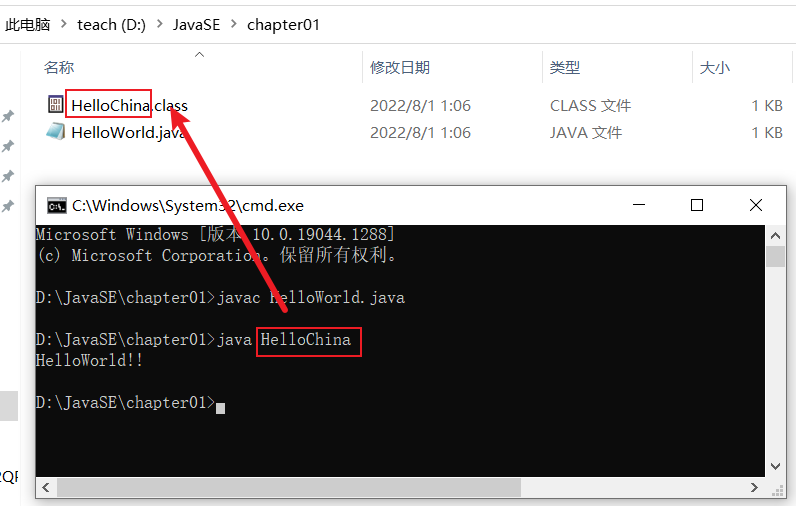 此电脑 > teach (D:) > JavaSE > chapter01
名称 修改日期 类型 大小
HelloChina.class 2022/8/1 1:06 CLASS 文件 1 KB
HelloWorld.java 2022/8/1 1:06 JAVA 文件 1 KB
C:\Windows\System32\cmd.exe
Microsoft Windows [版本 10.0.19044.1288]
(c) Microsoft Corporation。保留所有权利。
D:\JavaSE\chapter01>javac HelloWorld.java
D:\JavaSE\chapter01>java HelloChina
HelloWorld!!
D:\JavaSE\chapter01>